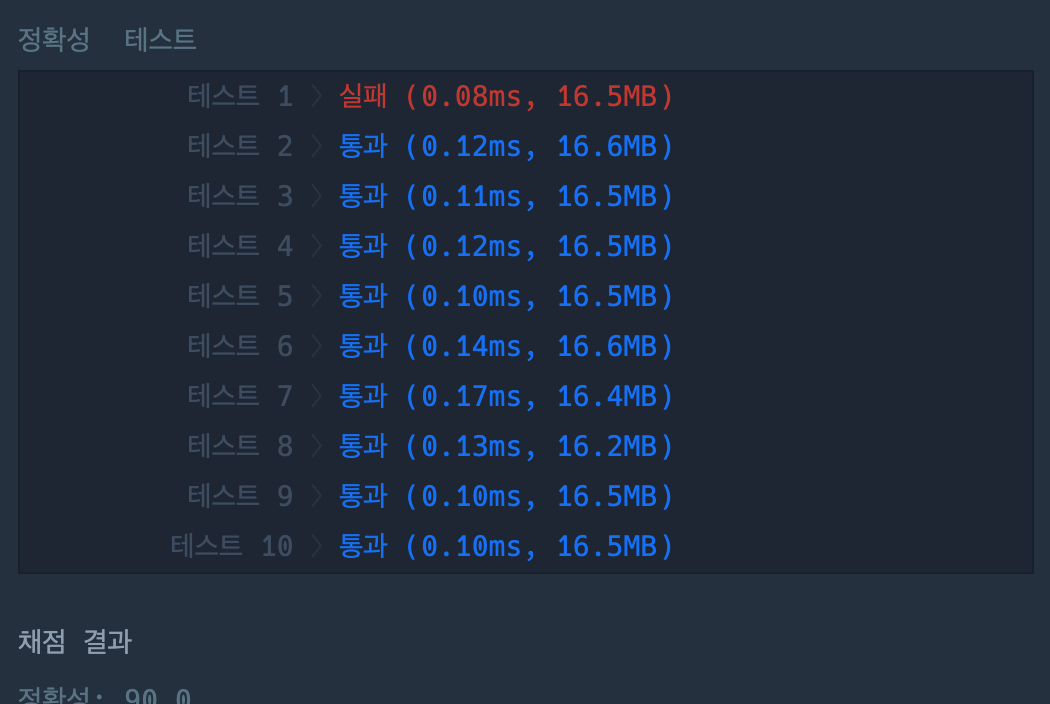 정확성  테스트
테스트 1 〉 실패 (0.08ms, 16.5MB)
테스트 2 〉 통과 (0.12ms, 16.6MB)
테스트 3 〉 통과 (0.11ms, 16.5MB)
테스트 4 〉 통과 (0.12ms, 16.5MB)
테스트 5 〉 통과 (0.10ms, 16.5MB)
테스트 6 〉 통과 (0.14ms, 16.6MB)
테스트 7 〉 통과 (0.17ms, 16.4MB)
테스트 8 〉 통과 (0.13ms, 16.2MB)
테스트 9 〉 통과 (0.10ms, 16.5MB)
테스트 10 〉 통과 (0.10ms, 16.5MB)
채점 결과
정확성: 90.0